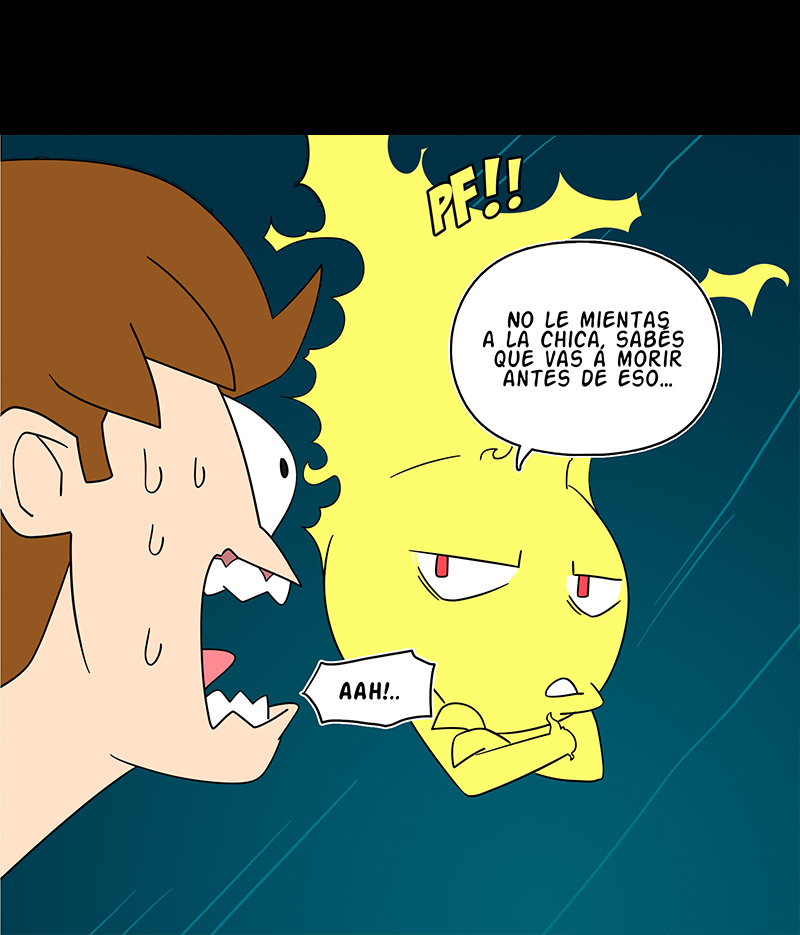 PF!!
NO LE MIENTAS
A LA CHICA, SABÉS
QUE VAS A MORIR
ANTES DE ESO...
AAH!..